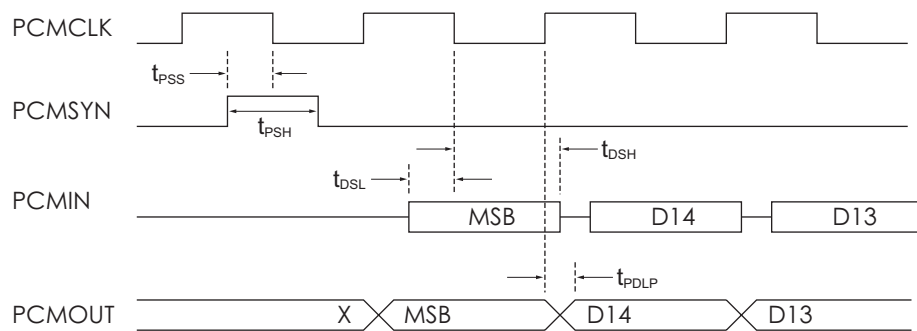 PCMCLK
tPSS
PCMSYN
tPSH
tDSH
tDSL
PCMIN
MSB
D14
D13
tPDLP
PCMOUT
X
MSB
D14
D13